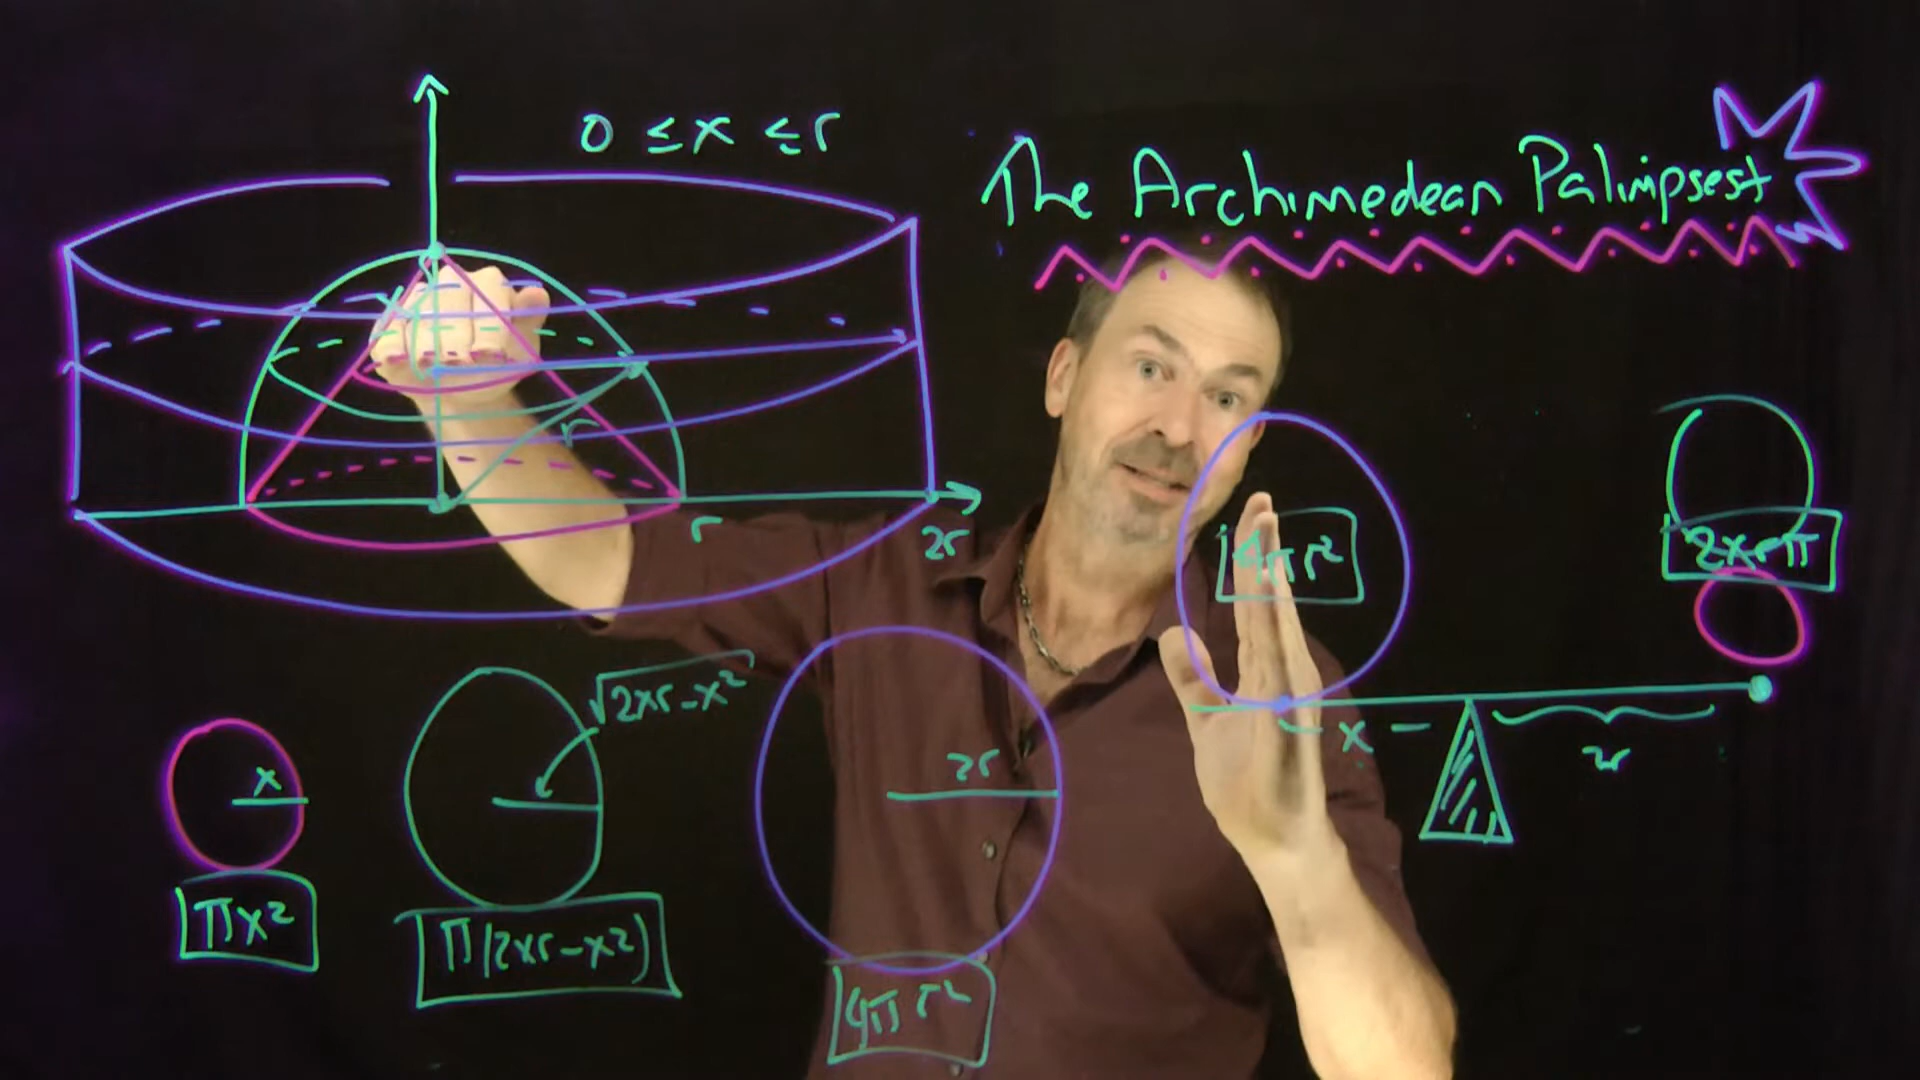 0 ≤ x ≤ r
The Archimedean Palimpsest
x
r
r
2r
4πr²
2xrπ
x
2r
x
πx²
√2xr-x²
π(2xr-x²)
2r
4πr²